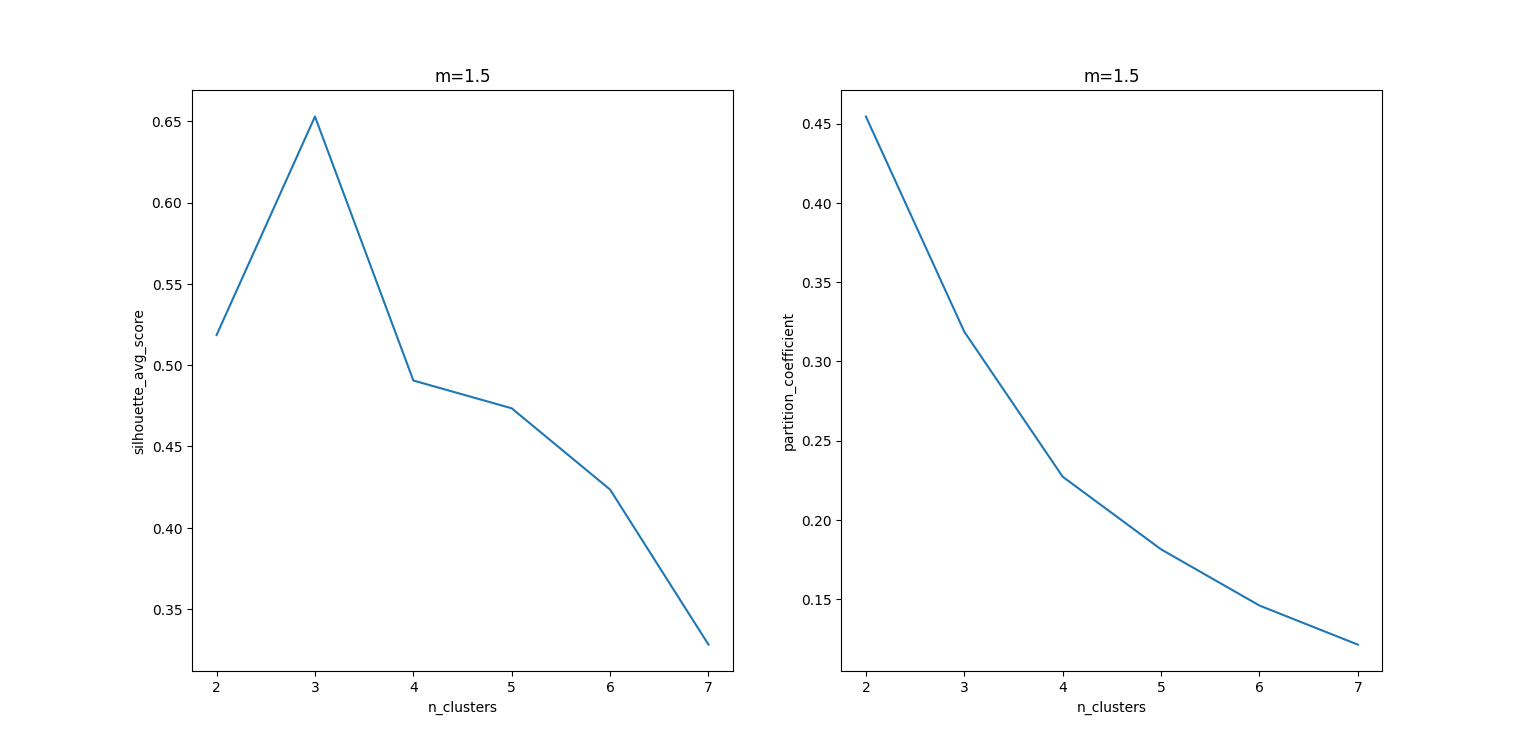 m=1.5
silhouette_avg_score
0.65
0.60
0.55
0.50
0.45
0.40
0.35
2 3 4 5 6 7
n_clusters
m=1.5
partition_coefficient
0.45
0.40
0.35
0.30
0.25
0.20
0.15
2 3 4 5 6 7
n_clusters